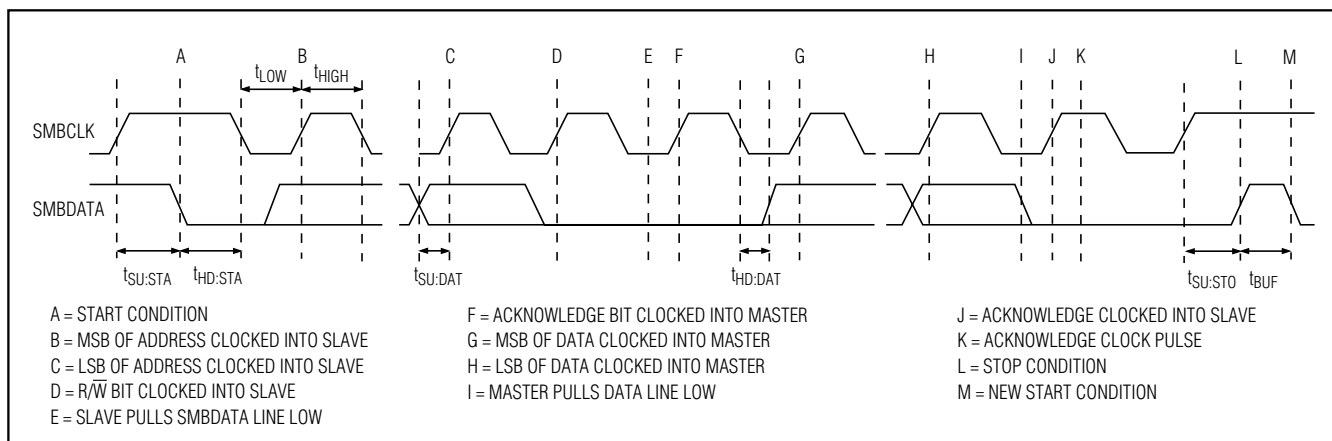 A B C D E F G H I J K L M
tLOW tHIGH
SMBCLK
SMBDATA
tSU:STA tHD:STA tSU:DAT tHD:DAT tSU:STO tBUF
A = START CONDITION
B = MSB OF ADDRESS CLOCKED INTO SLAVE
C = LSB OF ADDRESS CLOCKED INTO SLAVE
D = R/W̅ BIT CLOCKED INTO SLAVE
E = SLAVE PULLS SMBDATA LINE LOW
F = ACKNOWLEDGE BIT CLOCKED INTO MASTER
G = MSB OF DATA CLOCKED INTO MASTER
H = LSB OF DATA CLOCKED INTO MASTER
I = MASTER PULLS DATA LINE LOW
J = ACKNOWLEDGE CLOCKED INTO SLAVE
K = ACKNOWLEDGE CLOCK PULSE
L = STOP CONDITION
M = NEW START CONDITION